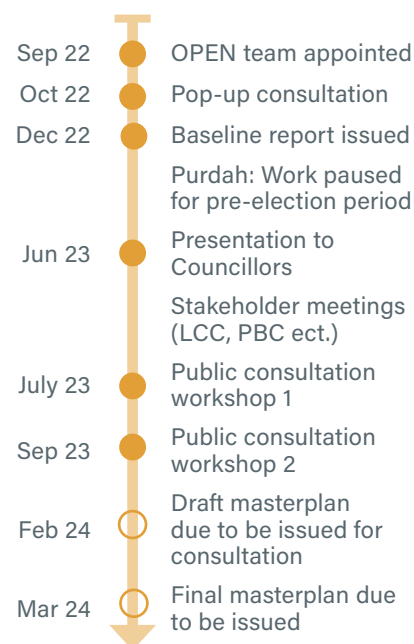 Sep 22 OPEN team appointed
Oct 22 Pop-up consultation
Dec 22 Baseline report issued
Purdah: Work paused
for pre-election period
Jun 23 Presentation to
Councillors
Stakeholder meetings
(LCC, PBC ect.)
July 23 Public consultation
workshop 1
Sep 23 Public consultation
workshop 2
Feb 24 Draft masterplan
due to be issued for
consultation
Mar 24 Final masterplan due
to be issued